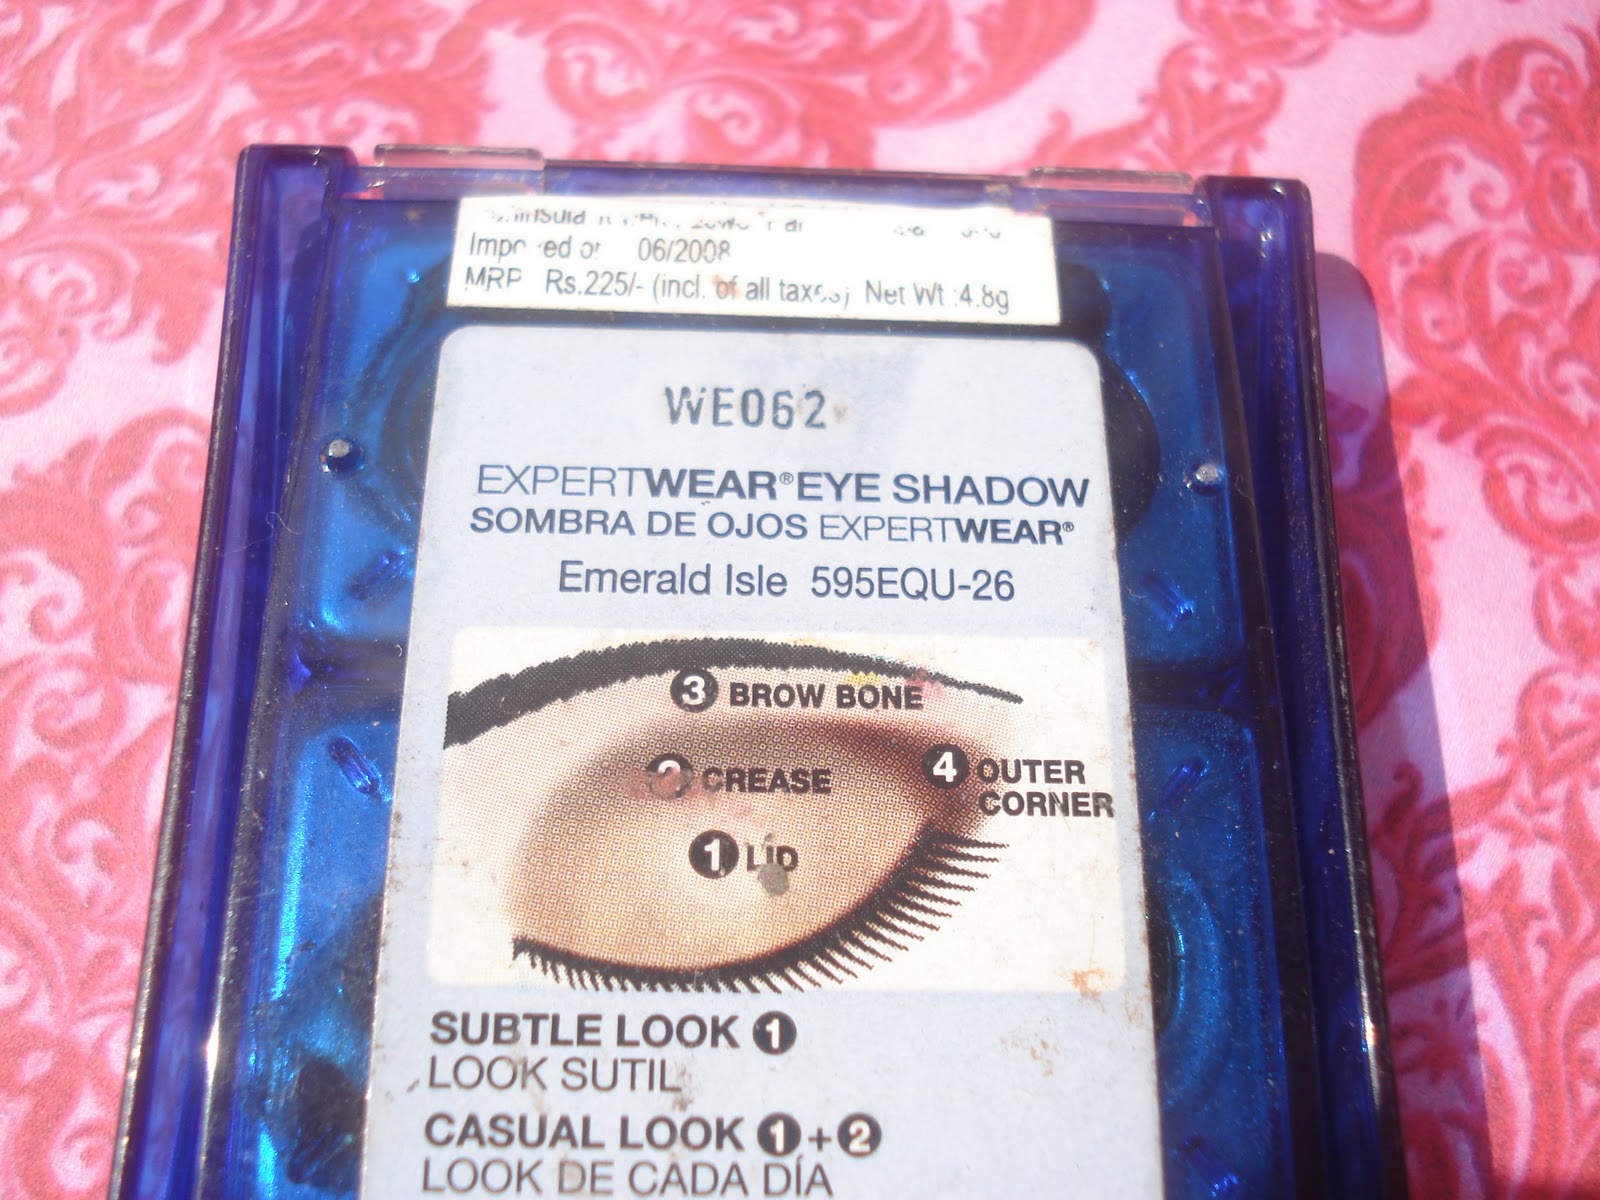 Imported on 06/2008
MRP Rs.225/- (incl. of all taxes) Net Wt :4.8g
WE062
EXPERTWEAR® EYE SHADOW
SOMBRA DE OJOS EXPERTWEAR®
Emerald Isle 595EQU-26
3 BROW BONE
2 CREASE
4 OUTER
CORNER
1 LID
SUBTLE LOOK 1
LOOK SUTIL
CASUAL LOOK 1+2
LOOK DE CADA DÍA